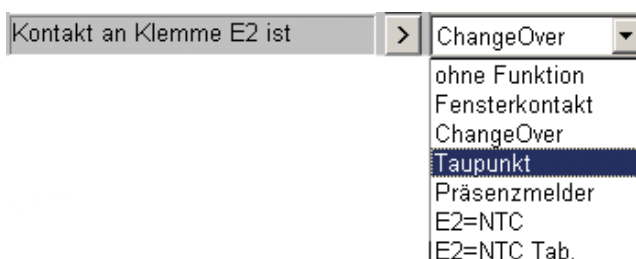 Kontakt an Klemme E2 ist > ChangeOver
ohne Funktion
Fensterkontakt
ChangeOver
Taupunkt
Präsenzmelder
E2=NTC
E2=NTC Tab.